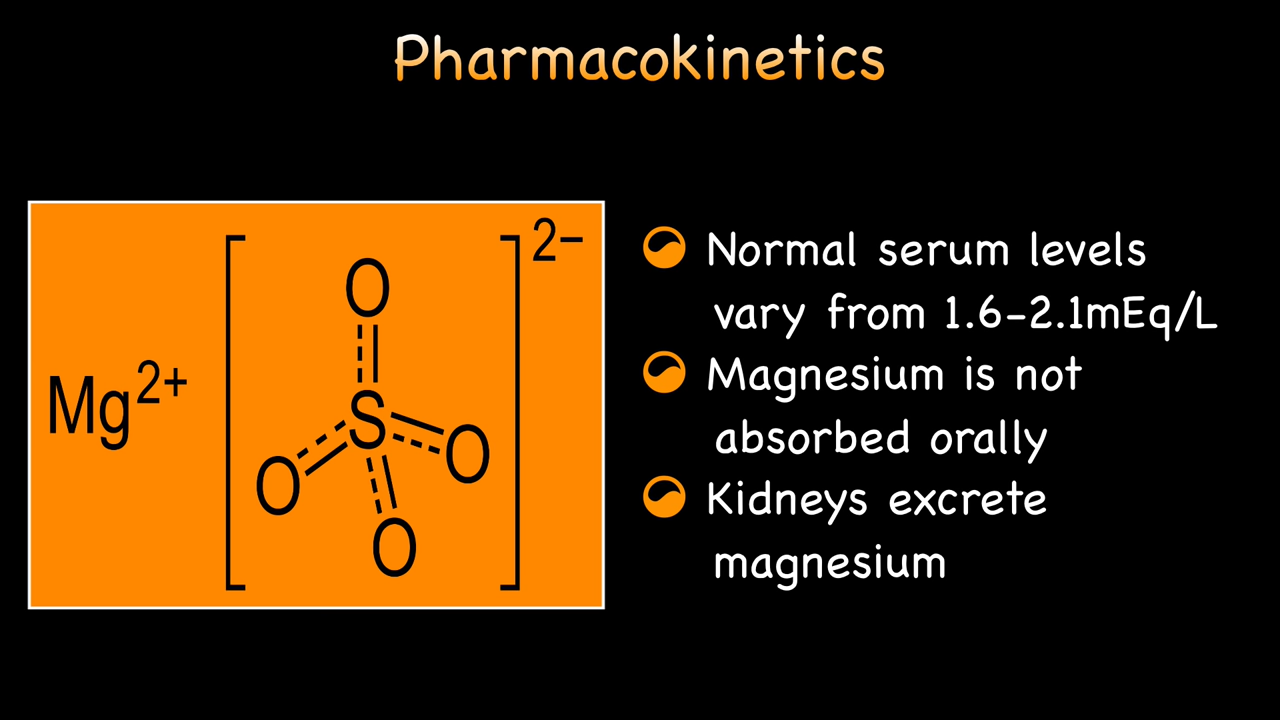 Pharmacokinetics
2−
O
Mg2+
S
O
O
O
Normal serum levels
vary from 1.6-2.1mEq/L
Magnesium is not
absorbed orally
Kidneys excrete
magnesium